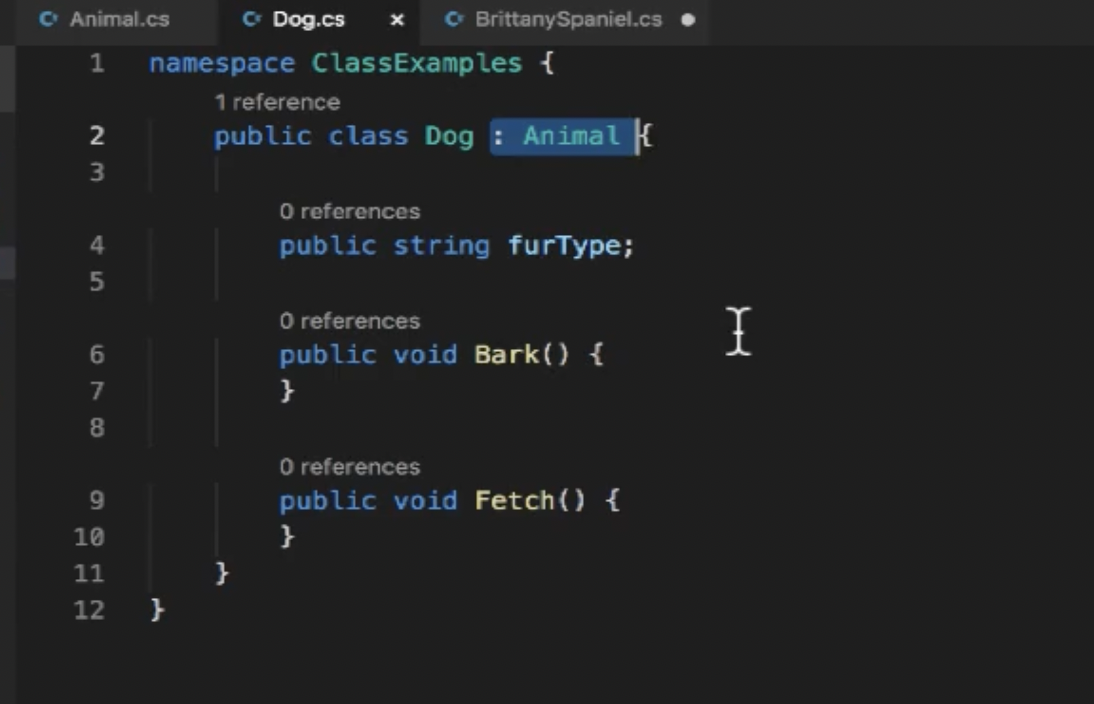 Animal.cs Dog.cs × BrittanySpaniel.cs ●
1 namespace ClassExamples {
1 reference
2 public class Dog : Animal {
3
0 references
4 public string furType;
5
0 references
6 public void Bark() {
7 }
8
0 references
9 public void Fetch() {
10 }
11 }
12 }